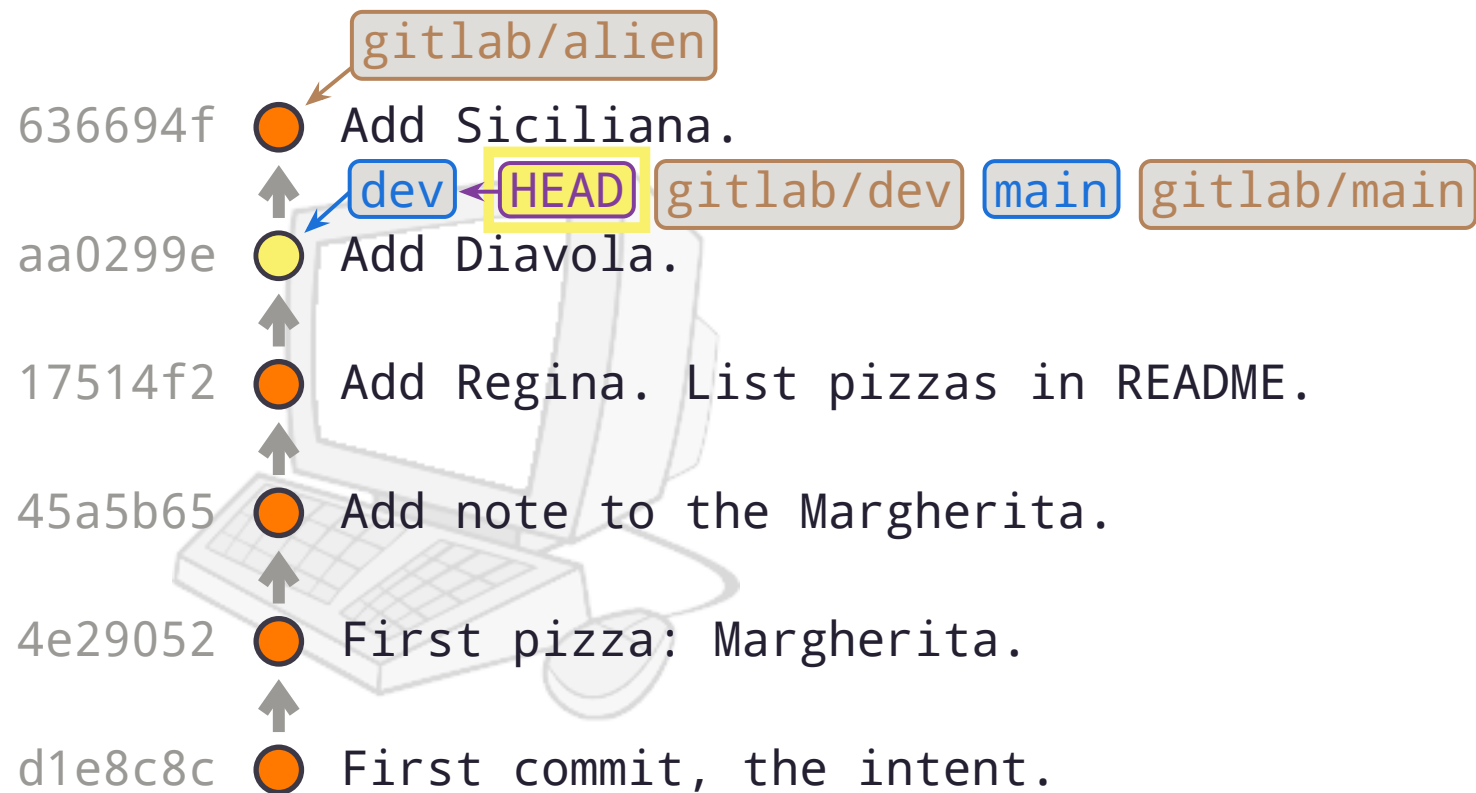 gitlab/alien
636694f Add Siciliana.
dev HEAD gitlab/dev main gitlab/main
aa0299e Add Diavola.
17514f2 Add Regina. List pizzas in README.
45a5b65 Add note to the Margherita.
4e29052 First pizza: Margherita.
d1e8c8c First commit, the intent.